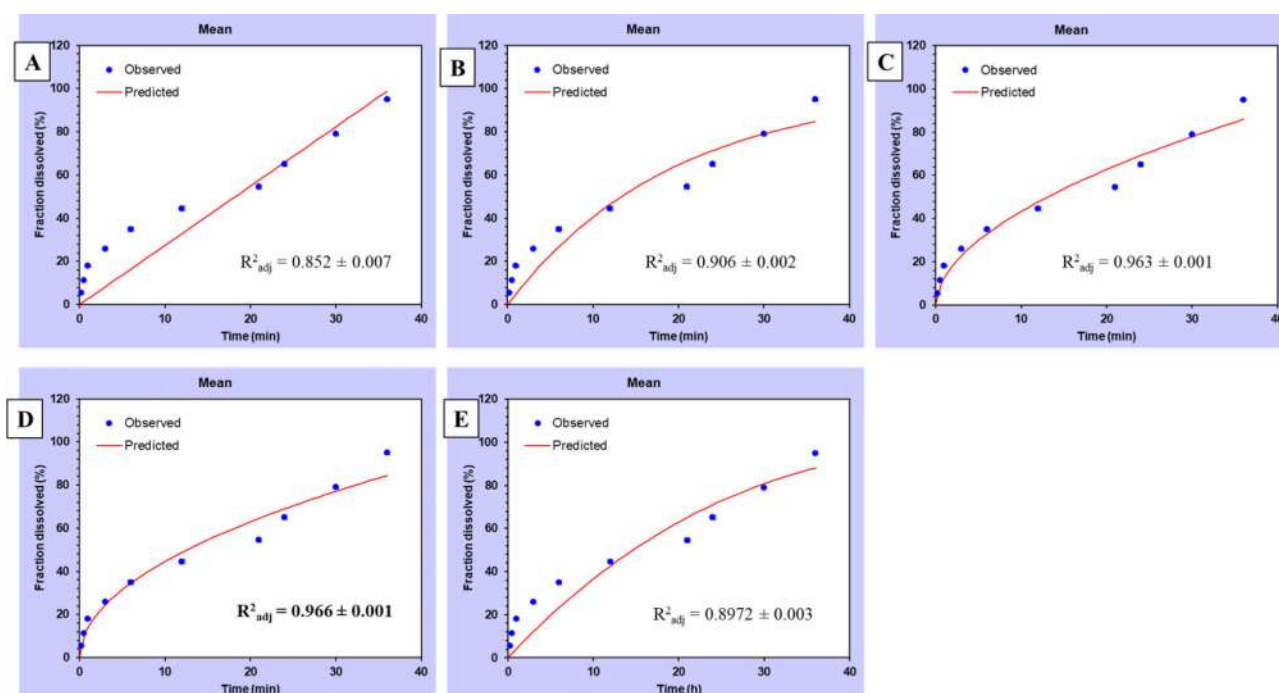 Mean
A
120
100
80
60
40
20
0
Fraction dissolved (%)
Observed
Predicted
R²adj = 0.852 ± 0.007
0 10 20 30 40
Time (min)
Mean
B
120
100
80
60
40
20
0
Fraction dissolved (%)
Observed
Predicted
R²adj = 0.906 ± 0.002
0 10 20 30 40
Time (min)
Mean
C
120
100
80
60
40
20
0
Fraction dissolved (%)
Observed
Predicted
R²adj = 0.963 ± 0.001
0 10 20 30 40
Time (min)
Mean
D
120
100
80
60
40
20
0
Fraction dissolved (%)
Observed
Predicted
R²adj = 0.966 ± 0.001
0 10 20 30 40
Time (min)
Mean
E
120
100
80
60
40
20
0
Fraction dissolved (%)
Observed
Predicted
R²adj = 0.8972 ± 0.003
0 10 20 30 40
Time (h)